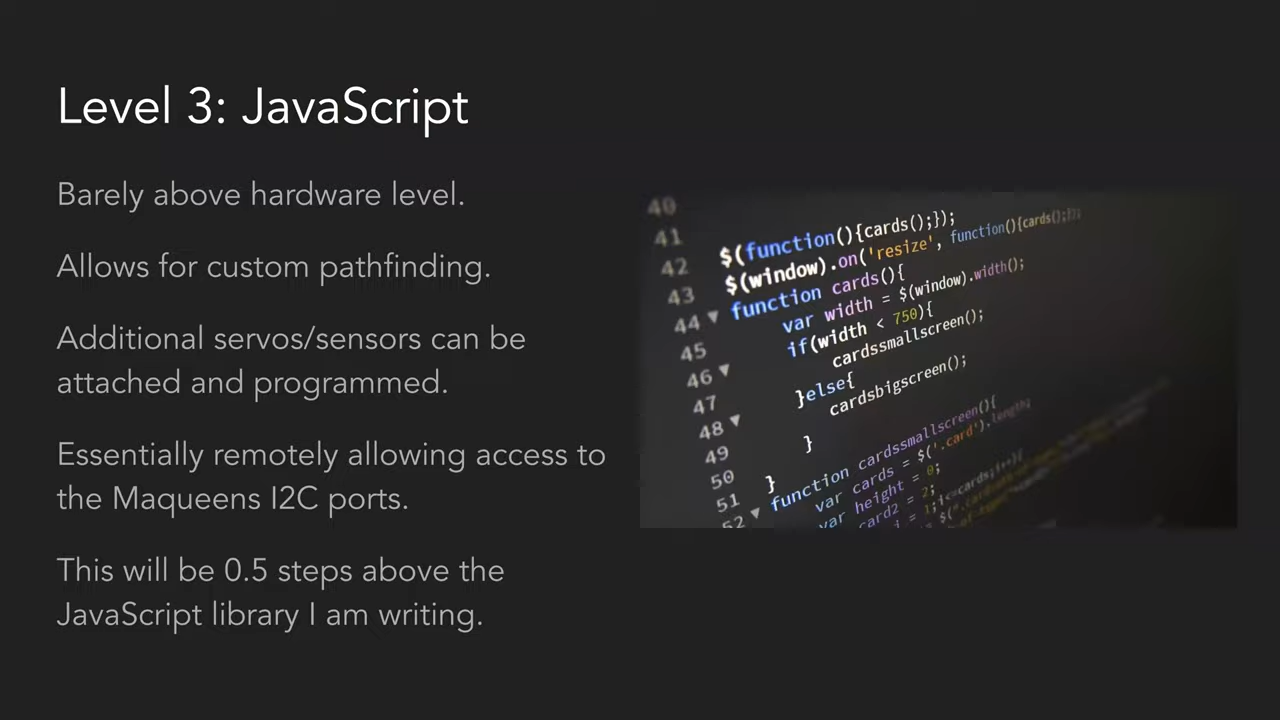 Level 3: JavaScript
Barely above hardware level.
Allows for custom pathfinding.
Additional servos/sensors can be
attached and programmed.
Essentially remotely allowing access to
the Maqueens I2C ports.
This will be 0.5 steps above the
JavaScript library I am writing.
40
41 $(function(){cards();});
42 $(window).on('resize', function(){cards();});
43 function cards(){
44 var width = $(window).width();
45 if(width < 750){
46 cardssmallscreen();
47 }else{
48 cardsbigscreen();
49 }
50 }
51 function cardssmallscreen(){
52 var cards = $('.card').length;
var height = 0;
var card2 = 2;